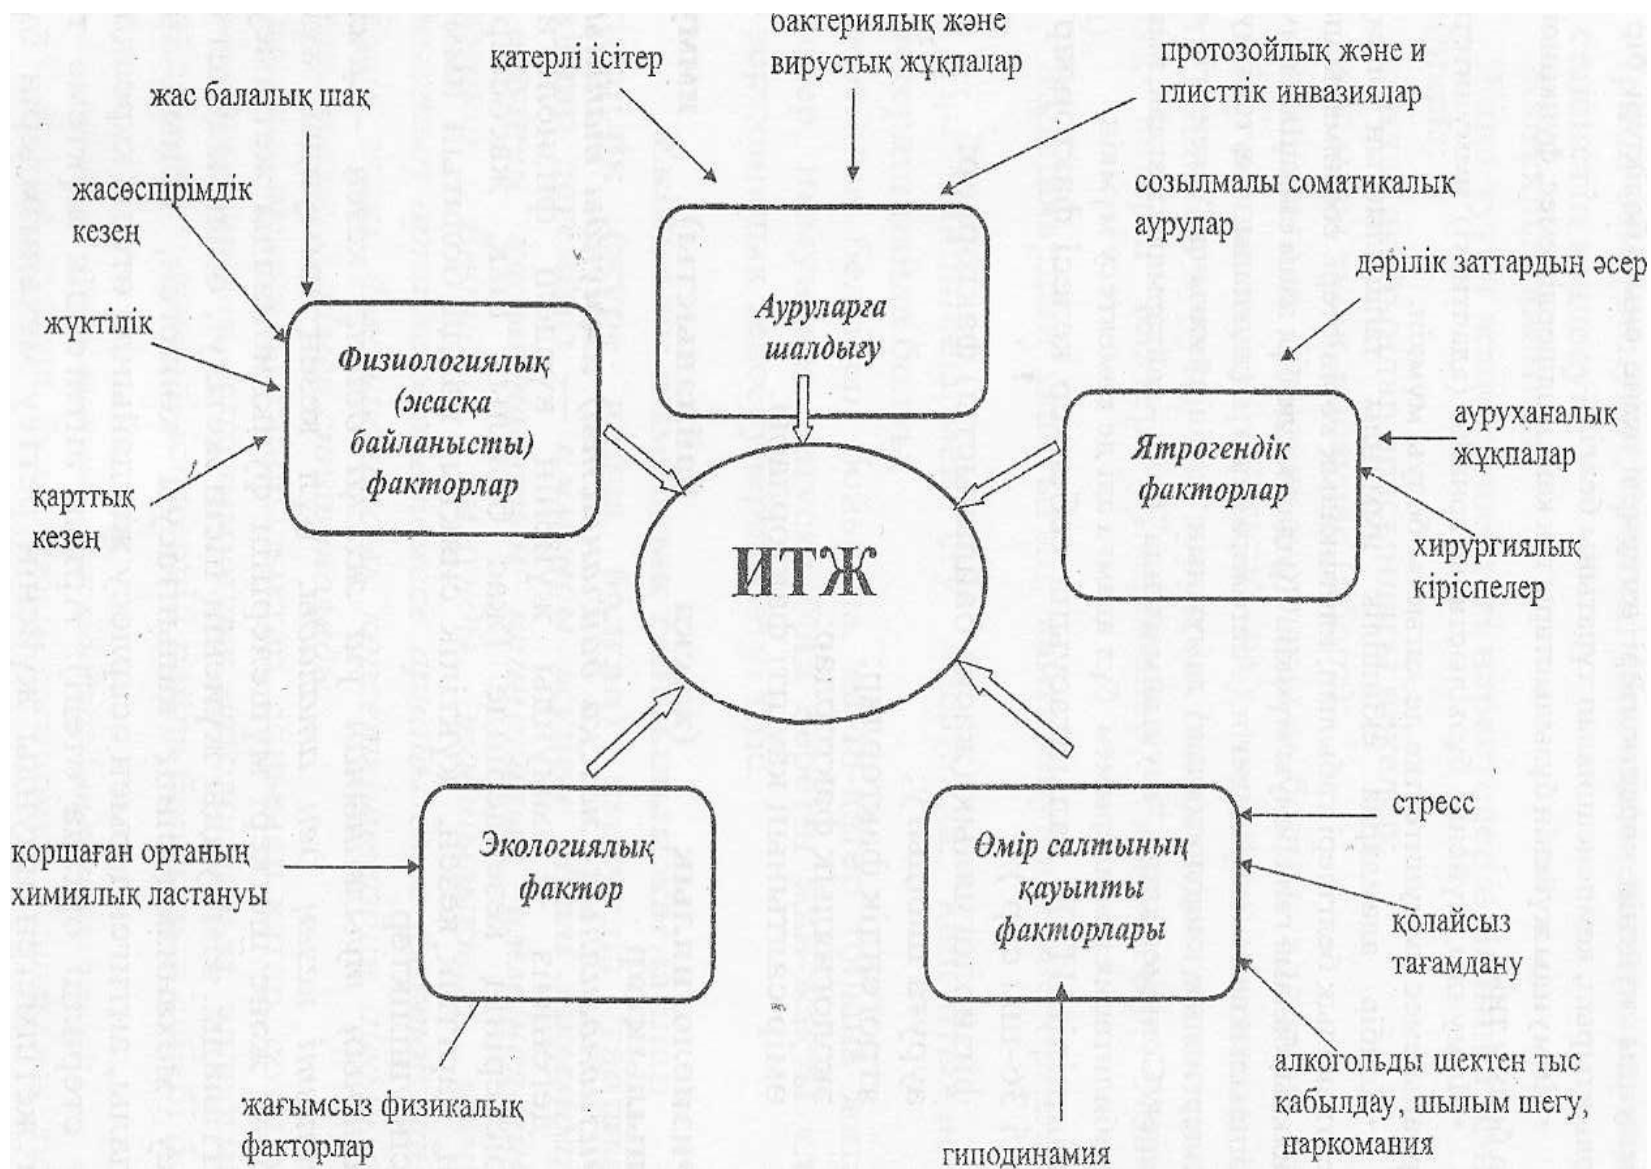 бактериялық және
вирустық жұқпалар
қатерлі ісітер
протозойлық және и
глисттік инвазиялар
жас балалық шақ
жасөспірімдік
кезең
созылмалы соматикалық
аурулар
дәрілік заттардың әсер
жүктілік
Физиологиялық
(жасқа
байланысты)
факторлар
Ауруларға
шалдығу
Ятрогендік
факторлар
ауруханалық
жұқпалар
қарттық
кезең
хирургиялық
кіріспелер
ИТЖ
Экологиялық
фактор
қоршаған ортаның
химиялық ластануы
Өмір салтының
қауыпты
факторлары
стресс
қолайсыз
тағамдану
жағымсыз физикалық
факторлар
гиподинамия
алкогольды шектен тыс
қабылдау, шылым шегу,
наркомания